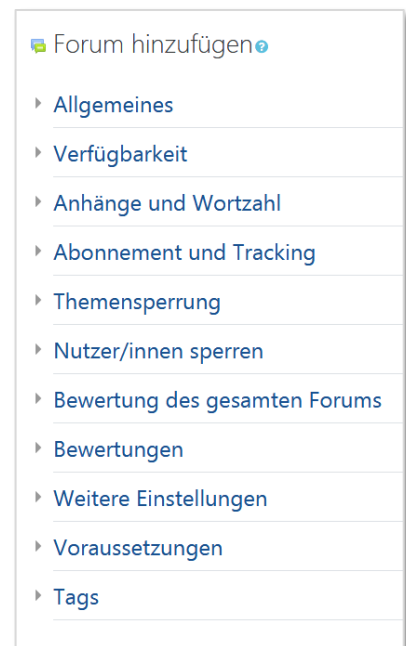 Forum hinzufügen
Allgemeines
Verfügbarkeit
Anhänge und Wortzahl
Abonnement und Tracking
Themensperrung
Nutzer/innen sperren
Bewertung des gesamten Forums
Bewertungen
Weitere Einstellungen
Voraussetzungen
Tags